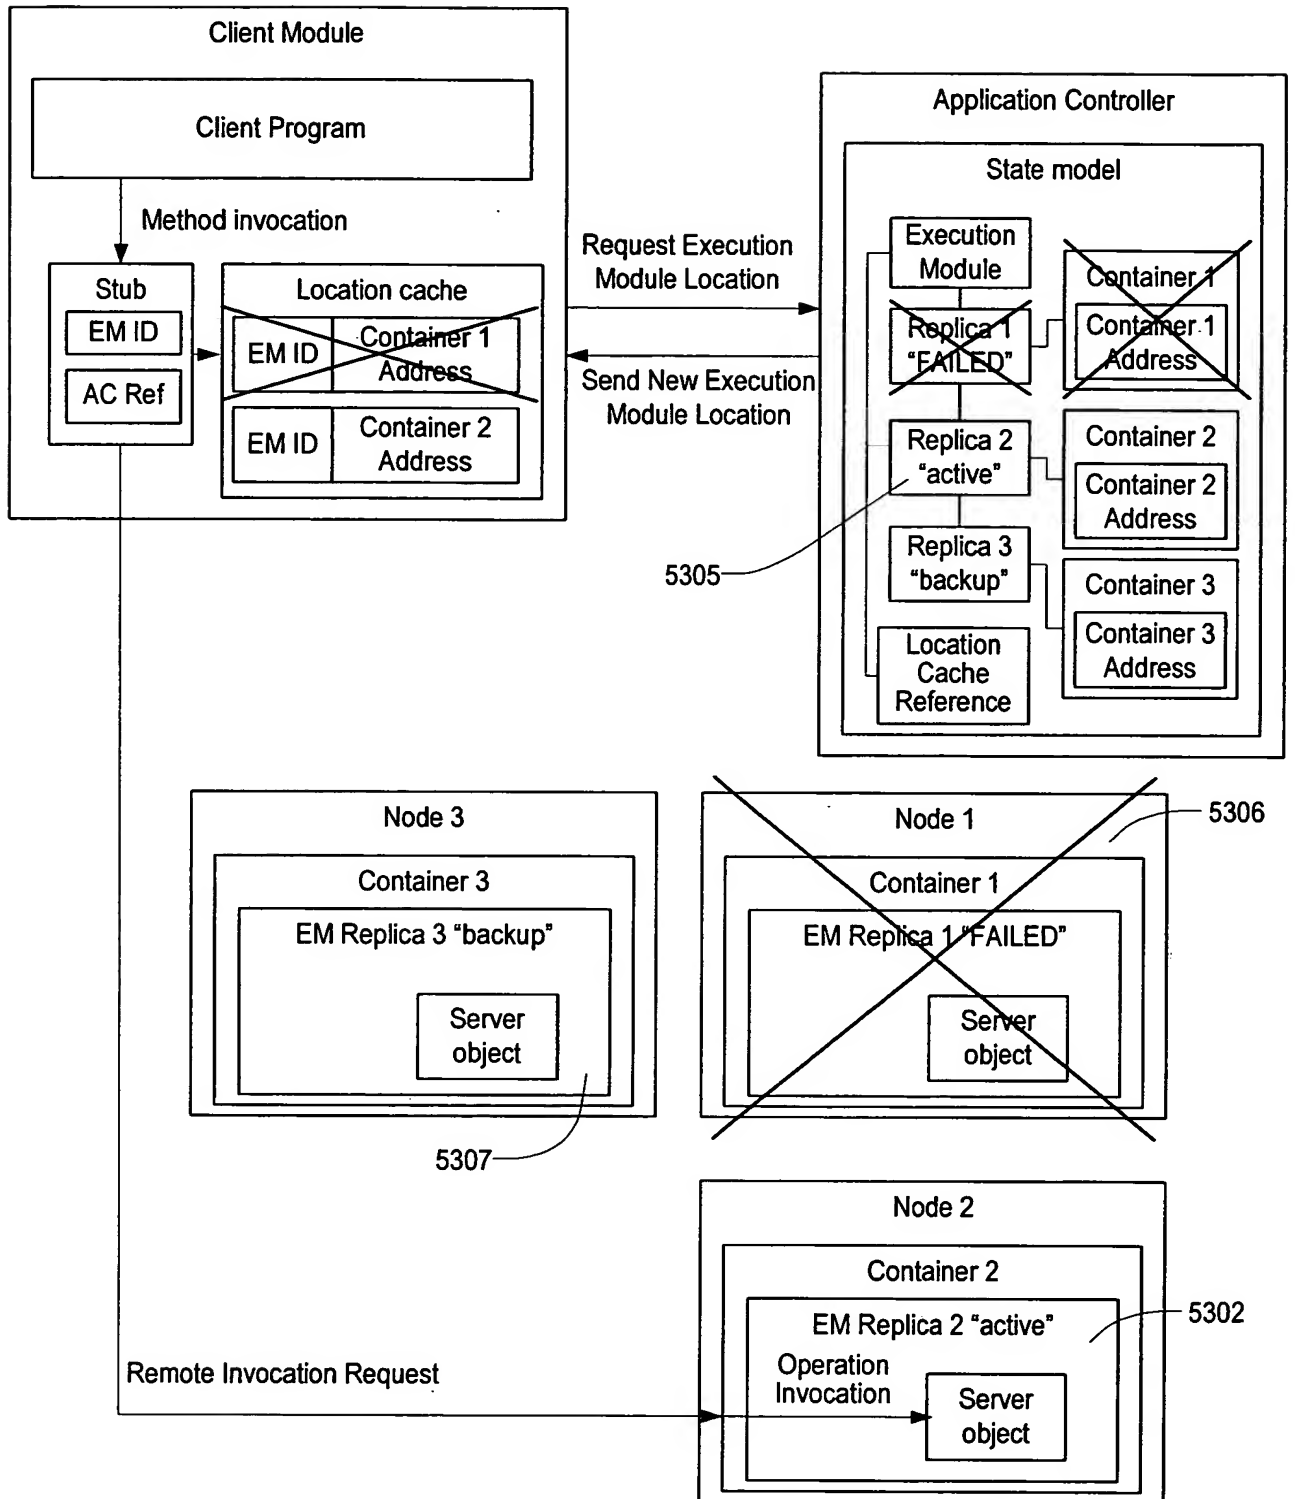 Client Module
Client Program
Method invocation
Stub
EM ID
AC Ref
Location cache
EM ID
Container 1
Address
EM ID
Container 2
Address
Request Execution
Module Location
Send New Execution
Module Location
Application Controller
State model
Execution
Module
Replica 1
"FAILED"
Replica 2
"active"
Replica 3
"backup"
Location
Cache
Reference
Container 1
Container 1
Address
Container 2
Container 2
Address
Container 3
Container 3
Address
5305
Node 3
Container 3
EM Replica 3 "backup"
Server
object
5307
Node 1
Container 1
EM Replica 1 "FAILED"
Server
object
5306
Node 2
Container 2
EM Replica 2 "active"
Operation
Invocation
Server
object
5302
Remote Invocation Request